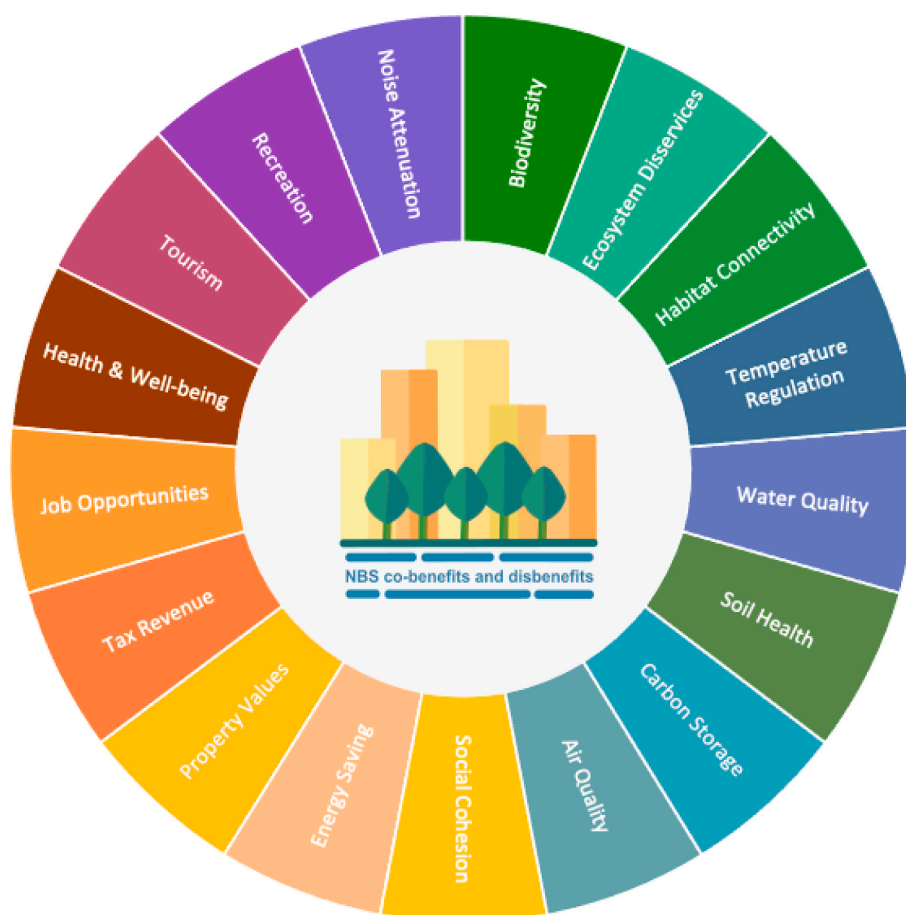 Biodiversity
Ecosystem Disservices
Habitat Connectivity
Temperature
Regulation
Water Quality
Soil Health
Carbon Storage
Air Quality
Social Cohesion
Energy Saving
Property Values
Tax Revenue
Job Opportunities
Health & Well-being
Tourism
Recreation
Noise Attenuation
NBS co-benefits and disbenefits